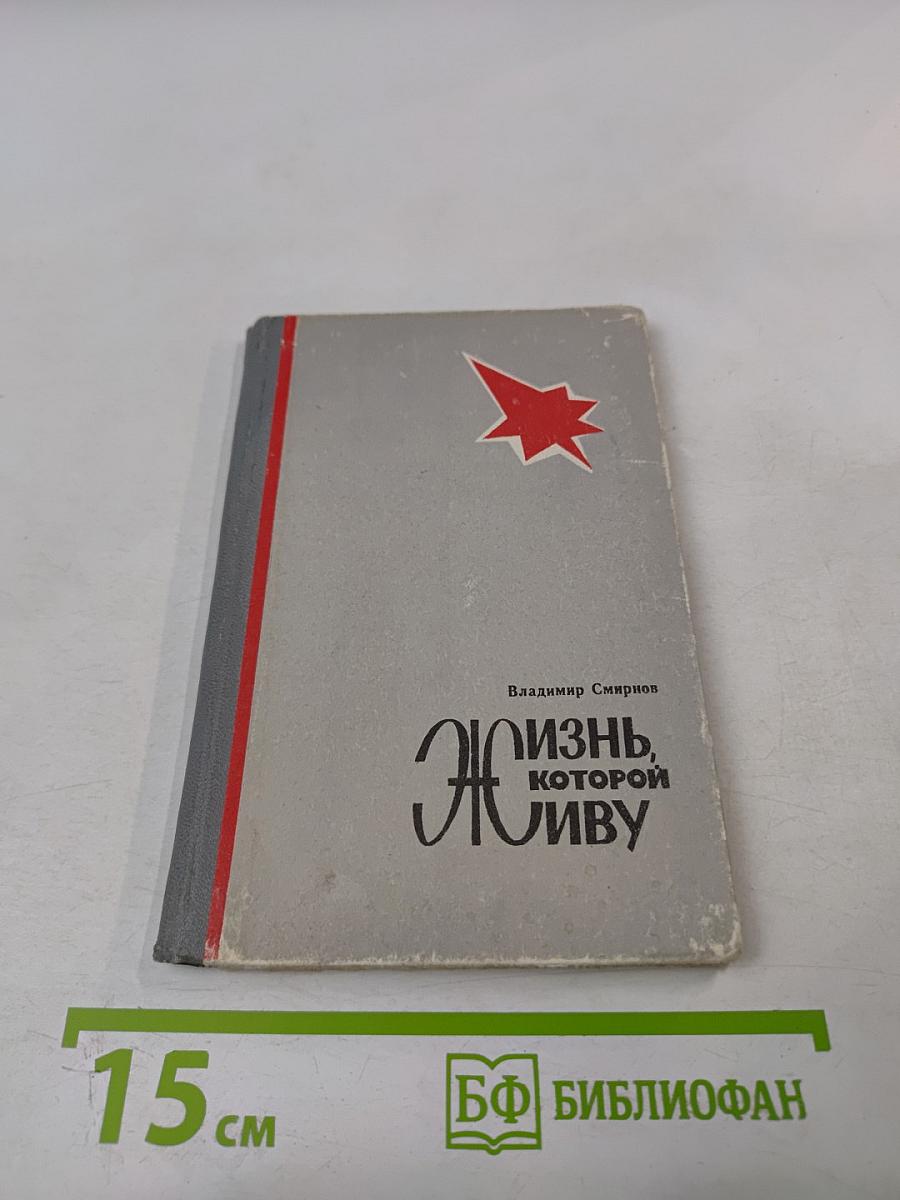 Владимир Смирнов
Жизнь,
которой
Живу
15 см
БФ БИБЛИОФАН